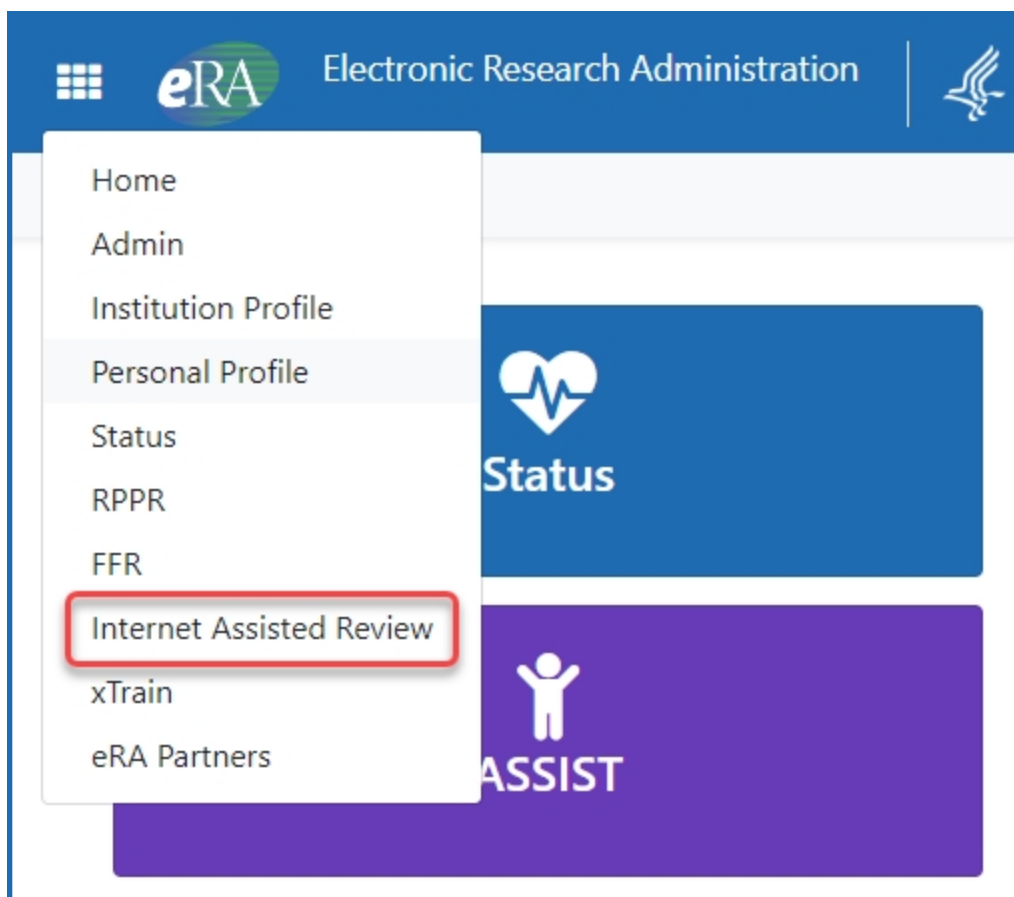 eRA
Electronic Research Administration
Home
Admin
Institution Profile
Personal Profile
Status
RPPR
FFR
Internet Assisted Review
xTrain
eRA Partners
Status
ASSIST